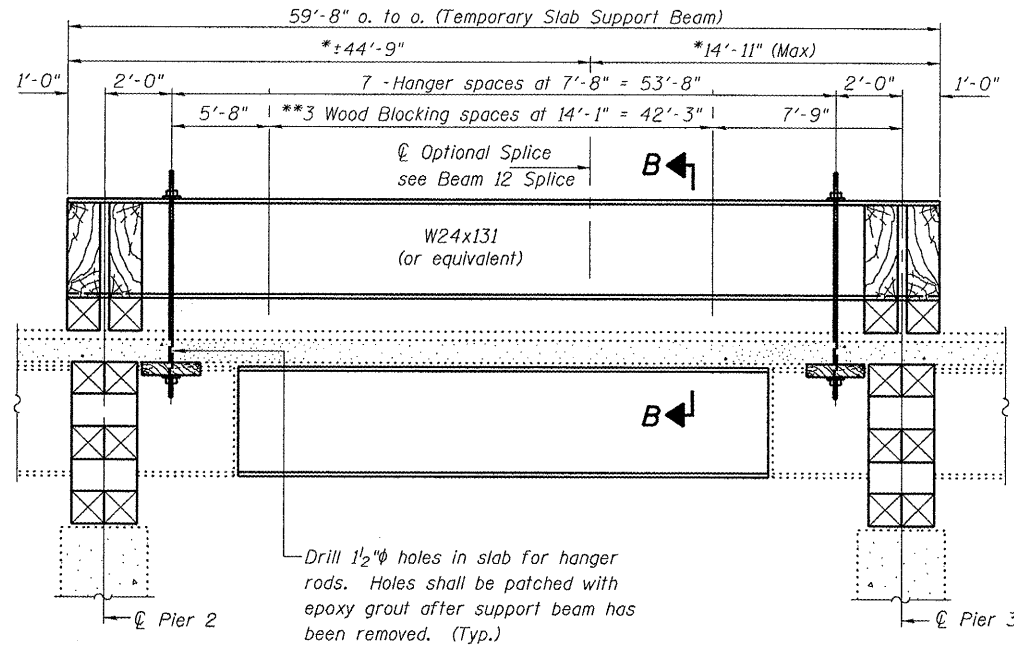 59'-8" o. to o. (Temporary Slab Support Beam)
*±44'-9"
*14'-11" (Max)
1'-0"
2'-0"
7 -Hanger spaces at 7'-8" = 53'-8"
2'-0"
1'-0"
5'-8"
**3 Wood Blocking spaces at 14'-1" = 42'-3"
7'-9"
℄ Optional Splice
see Beam 12 Splice
B
W24x131
(or equivalent)
B
Drill 1½"ϕ holes in slab for hanger
rods. Holes shall be patched with
epoxy grout after support beam has
been removed. (Typ.)
℄ Pier 2
℄ Pier 3